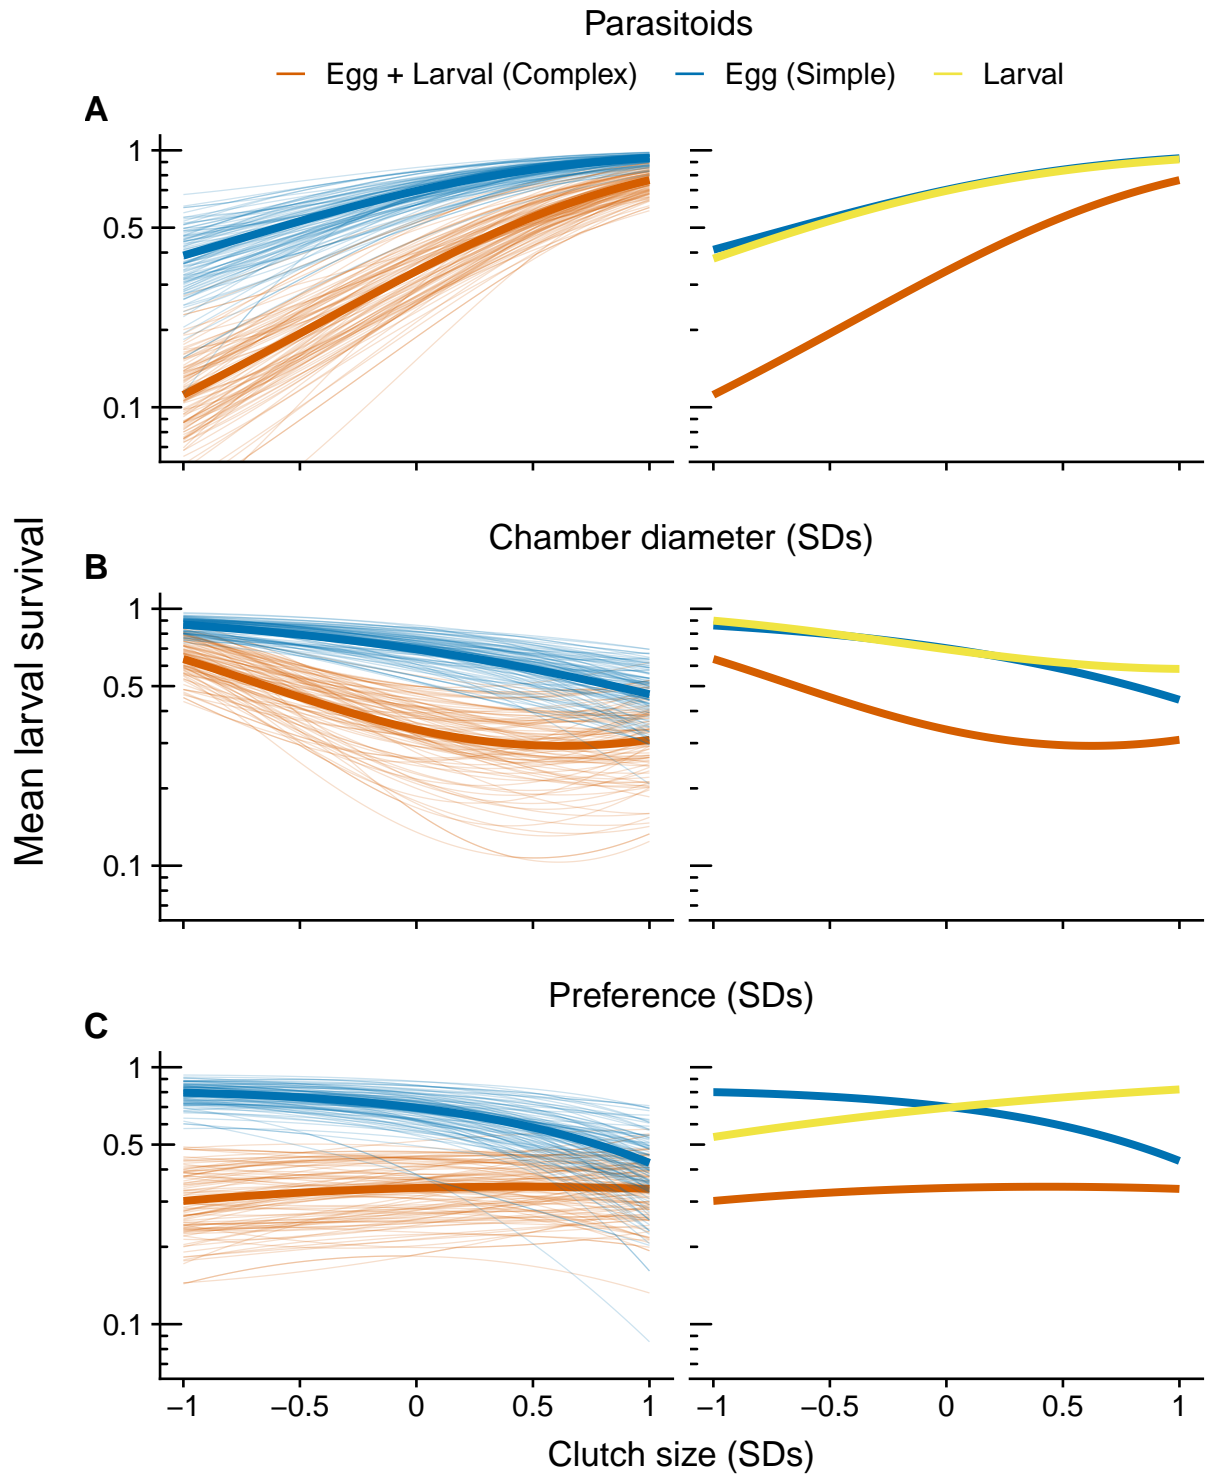 Parasitoids
Egg + Larval (Complex) Egg (Simple) Larval
A
1
0.5
0.1
Chamber diameter (SDs)
B
1
0.5
0.1
Mean larval survival
Preference (SDs)
C
1
0.5
0.1
−1 −0.5 0 0.5 1 −1 −0.5 0 0.5 1
Clutch size (SDs)